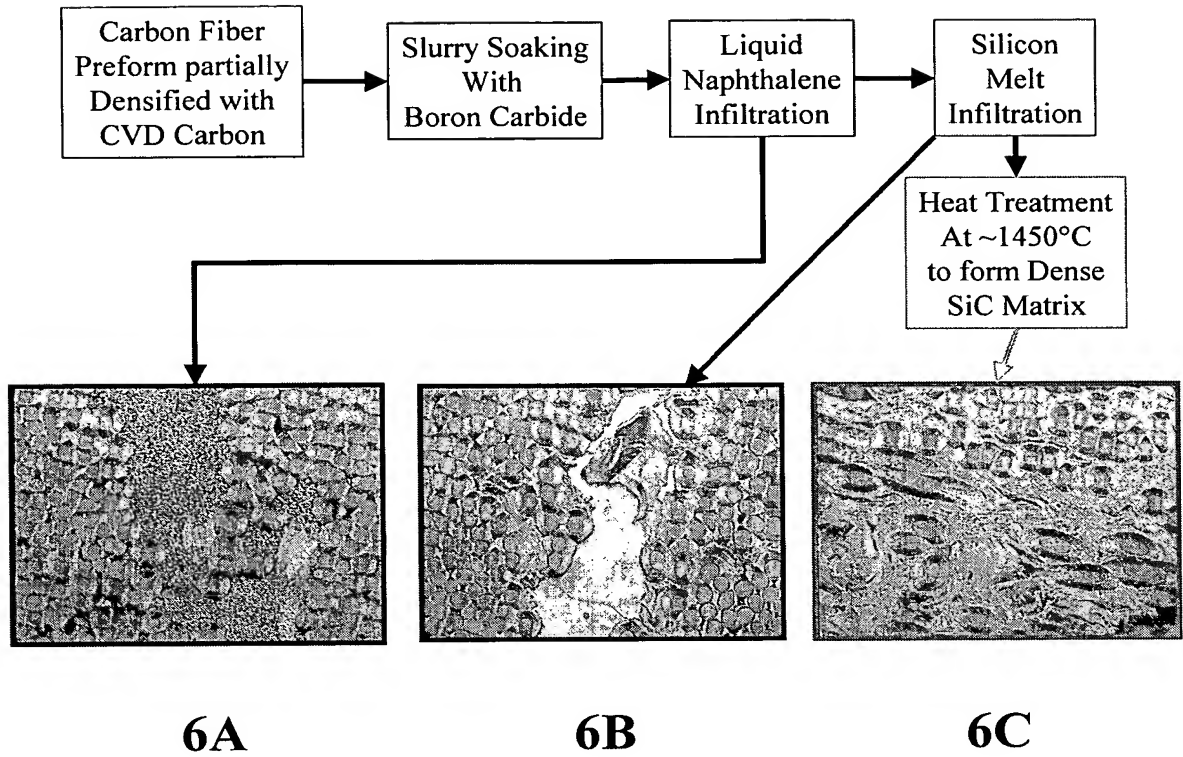 Carbon Fiber
Preform partially
Densified with
CVD Carbon
Slurry Soaking
With
Boron Carbide
Liquid
Naphthalene
Infiltration
Silicon
Melt
Infiltration
Heat Treatment
At ~1450°C
to form Dense
SiC Matrix
6A
6B
6C